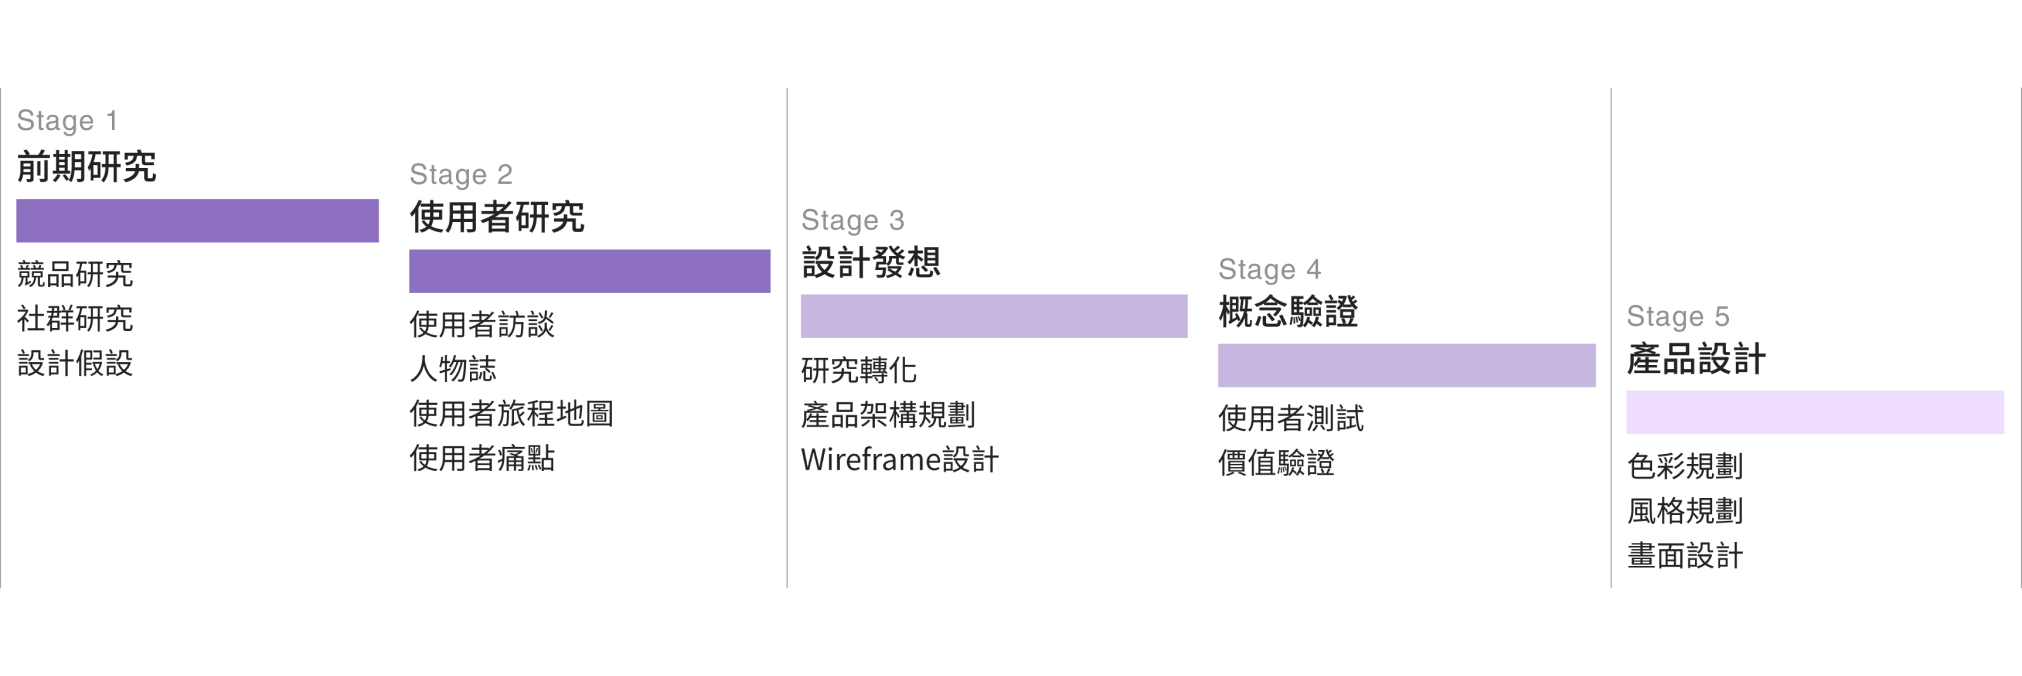 Stage 1
前期研究
競品研究
社群研究
設計假設
Stage 2
使用者研究
使用者訪談
人物誌
使用者旅程地圖
使用者痛點
Stage 3
設計發想
研究轉化
產品架構規劃
Wireframe設計
Stage 4
概念驗證
使用者測試
價值驗證
Stage 5
產品設計
色彩規劃
風格規劃
畫面設計